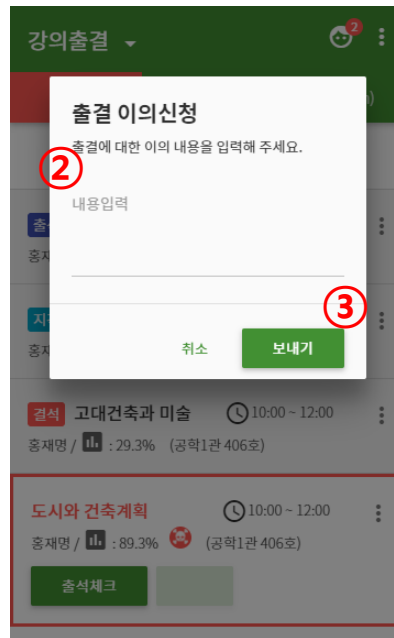 강의출결
2
출결 이의신청
출결에 대한 이의 내용을 입력해 주세요.
②
내용입력
③
취소 보내기
결석 고대건축과 미술 10:00 ~ 12:00
홍재명 / : 29.3% (공학1관 406호)
도시와 건축계획 10:00 ~ 12:00
홍재명 / : 89.3% (공학1관 406호)
출석체크